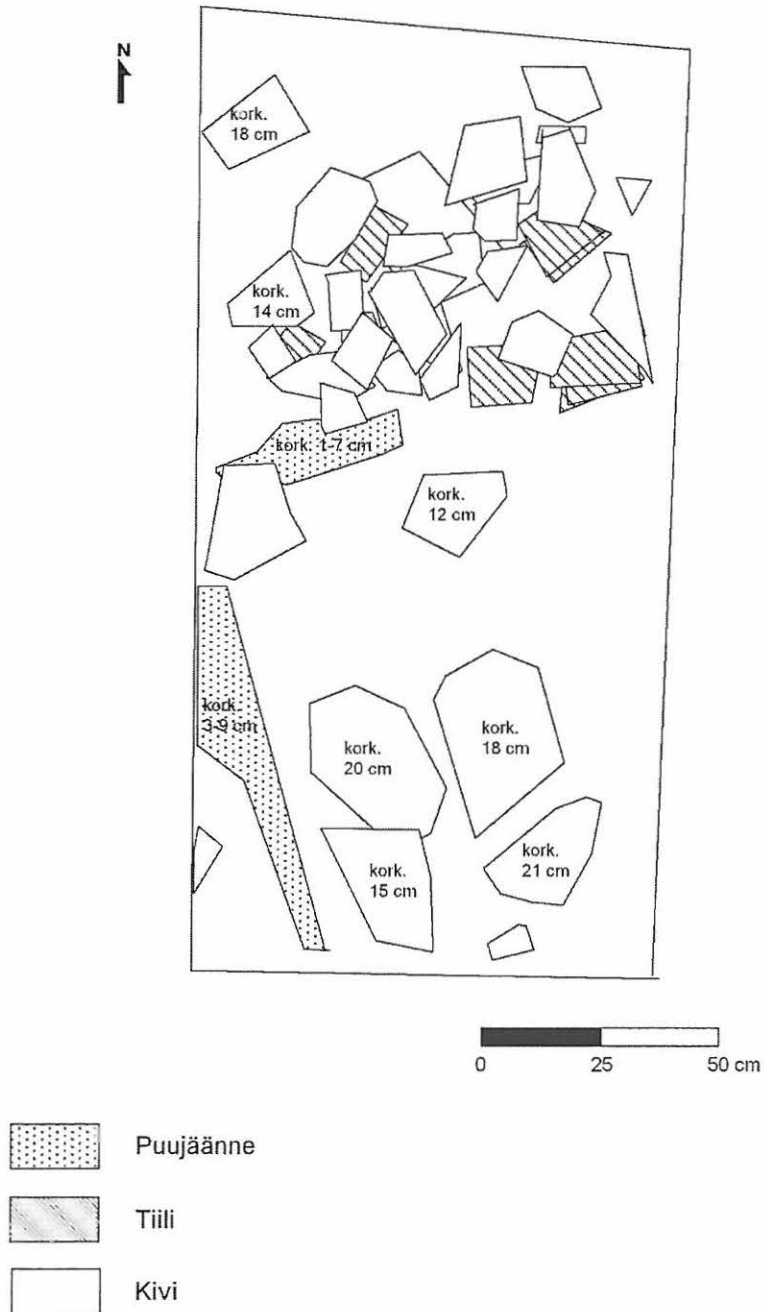 N
kork.
18 cm
kork.
14 cm
kork. 1-7 cm
kork.
12 cm
kork.
3-9 cm
kork.
20 cm
kork.
18 cm
kork.
15 cm
kork.
21 cm
0 25 50 cm
Puujäänne
Tiili
Kivi